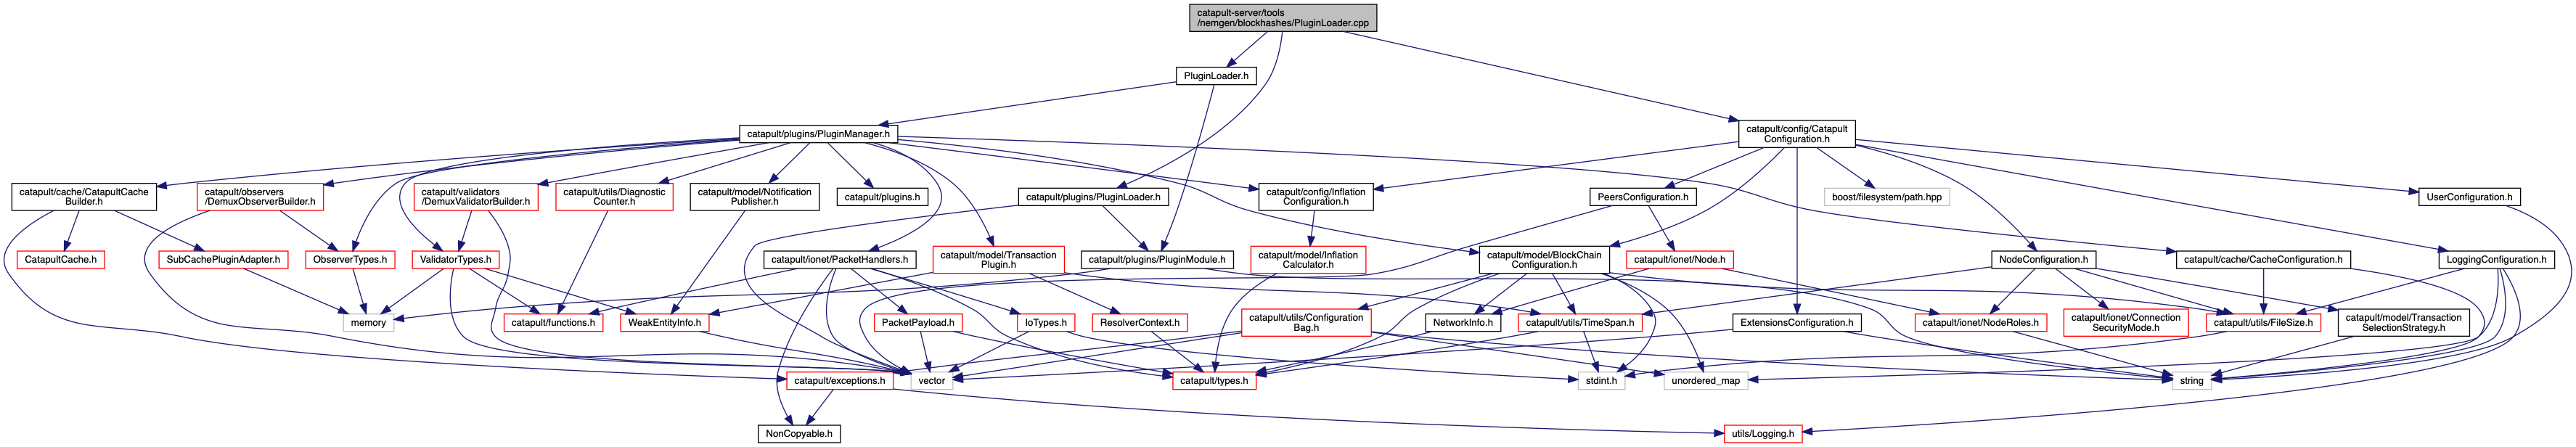 catapult-server/tools
/nemgen/blockhashes/PluginLoader.cpp
PluginLoader.h
catapult/plugins/PluginManager.h
catapult/config/Catapult
Configuration.h
catapult/cache/CatapultCache
Builder.h
catapult/observers
/DemuxObserverBuilder.h
catapult/validators
/DemuxValidatorBuilder.h
catapult/utils/Diagnostic
Counter.h
catapult/model/Notification
Publisher.h
catapult/plugins.h
catapult/plugins/PluginLoader.h
catapult/config/Inflation
Configuration.h
PeersConfiguration.h
boost/filesystem/path.hpp
UserConfiguration.h
CatapultCache.h
SubCachePluginAdapter.h
ObserverTypes.h
ValidatorTypes.h
catapult/ionet/PacketHandlers.h
catapult/model/Transaction
Plugin.h
catapult/plugins/PluginModule.h
catapult/model/Inflation
Calculator.h
catapult/model/BlockChain
Configuration.h
catapult/ionet/Node.h
NodeConfiguration.h
catapult/cache/CacheConfiguration.h
LoggingConfiguration.h
memory
catapult/functions.h
WeakEntityInfo.h
PacketPayload.h
IoTypes.h
ResolverContext.h
catapult/utils/Configuration
Bag.h
NetworkInfo.h
catapult/utils/TimeSpan.h
ExtensionsConfiguration.h
catapult/ionet/NodeRoles.h
catapult/ionet/Connection
SecurityMode.h
catapult/utils/FileSize.h
catapult/model/Transaction
SelectionStrategy.h
catapult/exceptions.h
vector
catapult/types.h
stdint.h
unordered_map
string
NonCopyable.h
utils/Logging.h